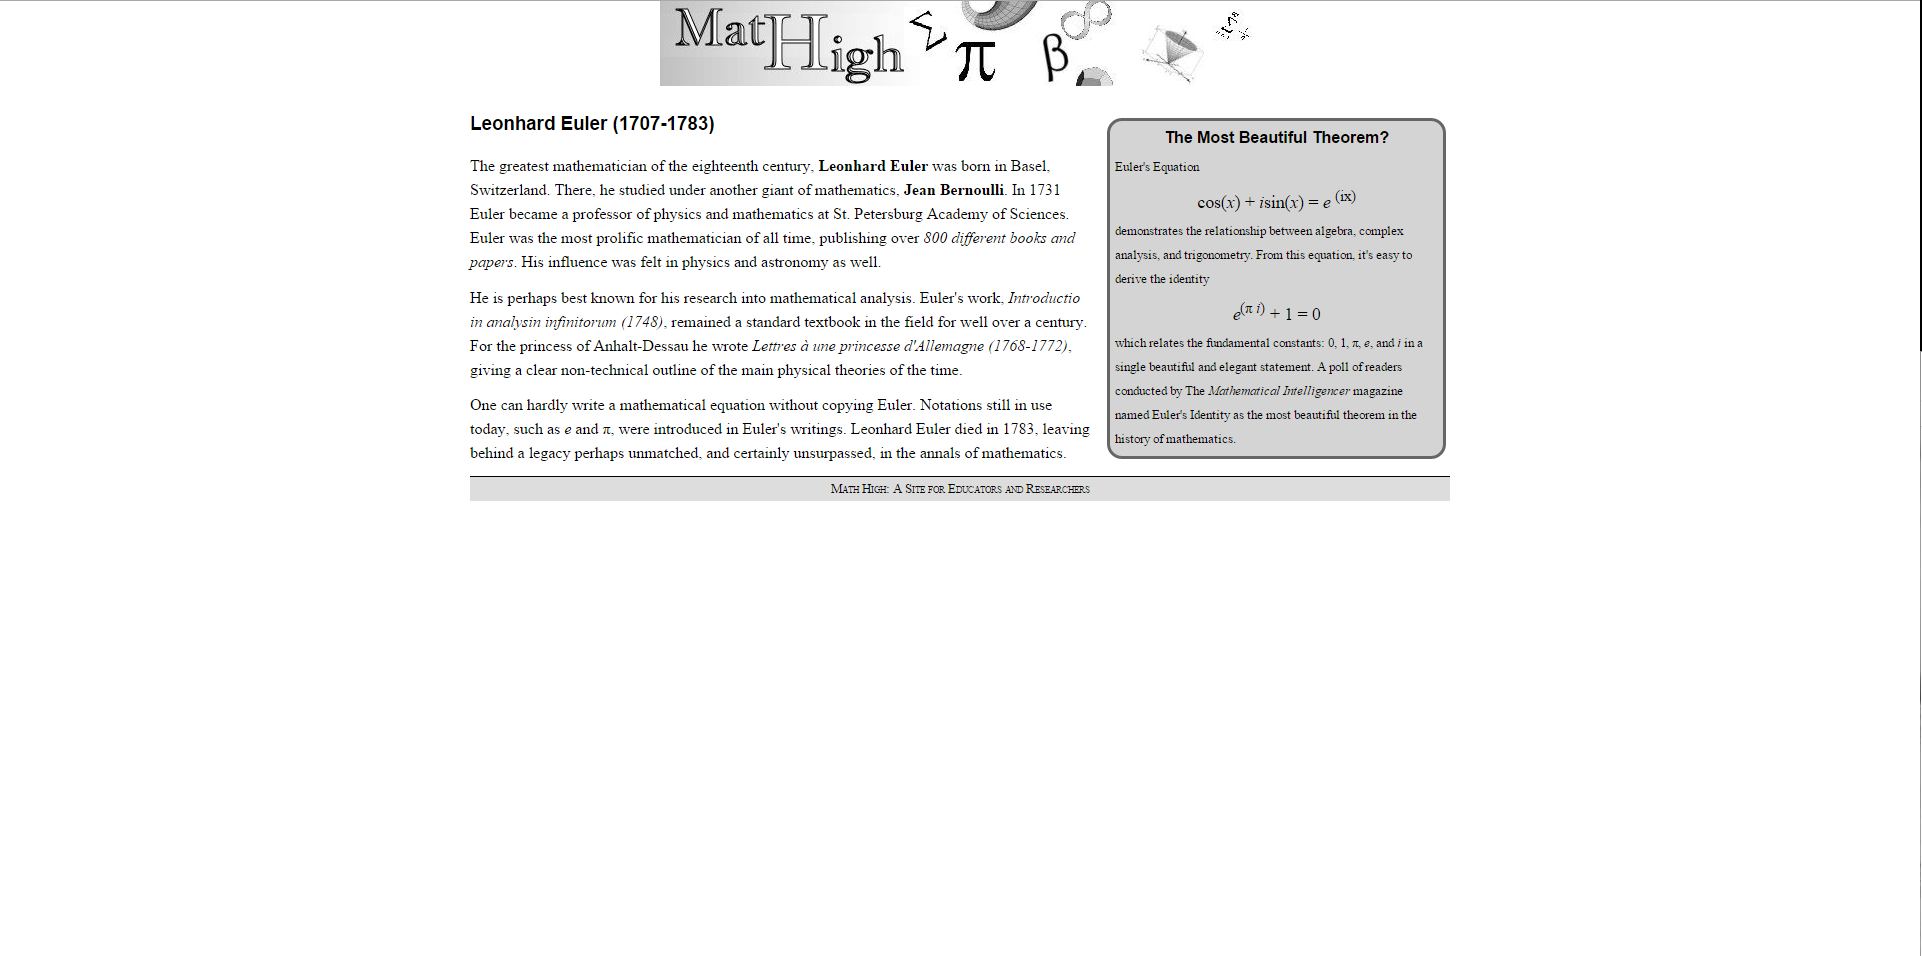 MatHigh Σ π β
Leonhard Euler (1707-1783)
The greatest mathematician of the eighteenth century, Leonhard Euler was born in Basel,
Switzerland. There, he studied under another giant of mathematics, Jean Bernoulli. In 1731
Euler became a professor of physics and mathematics at St. Petersburg Academy of Sciences.
Euler was the most prolific mathematician of all time, publishing over 800 different books and
papers. His influence was felt in physics and astronomy as well.
He is perhaps best known for his research into mathematical analysis. Euler's work, Introductio
in analysin infinitorum (1748), remained a standard textbook in the field for well over a century.
For the princess of Anhalt-Dessau he wrote Lettres à une princesse d'Allemagne (1768-1772),
giving a clear non-technical outline of the main physical theories of the time.
One can hardly write a mathematical equation without copying Euler. Notations still in use
today, such as e and π, were introduced in Euler's writings. Leonhard Euler died in 1783, leaving
behind a legacy perhaps unmatched, and certainly unsurpassed, in the annals of mathematics.
The Most Beautiful Theorem?
Euler's Equation
cos(x) + isin(x) = e (ix)
demonstrates the relationship between algebra, complex
analysis, and trigonometry. From this equation, it's easy to
derive the identity
e(π i) + 1 = 0
which relates the fundamental constants: 0, 1, π, e, and i in a
single beautiful and elegant statement. A poll of readers
conducted by The Mathematical Intelligencer magazine
named Euler's Identity as the most beautiful theorem in the
history of mathematics.
Math High: A Site for Educators and Researchers